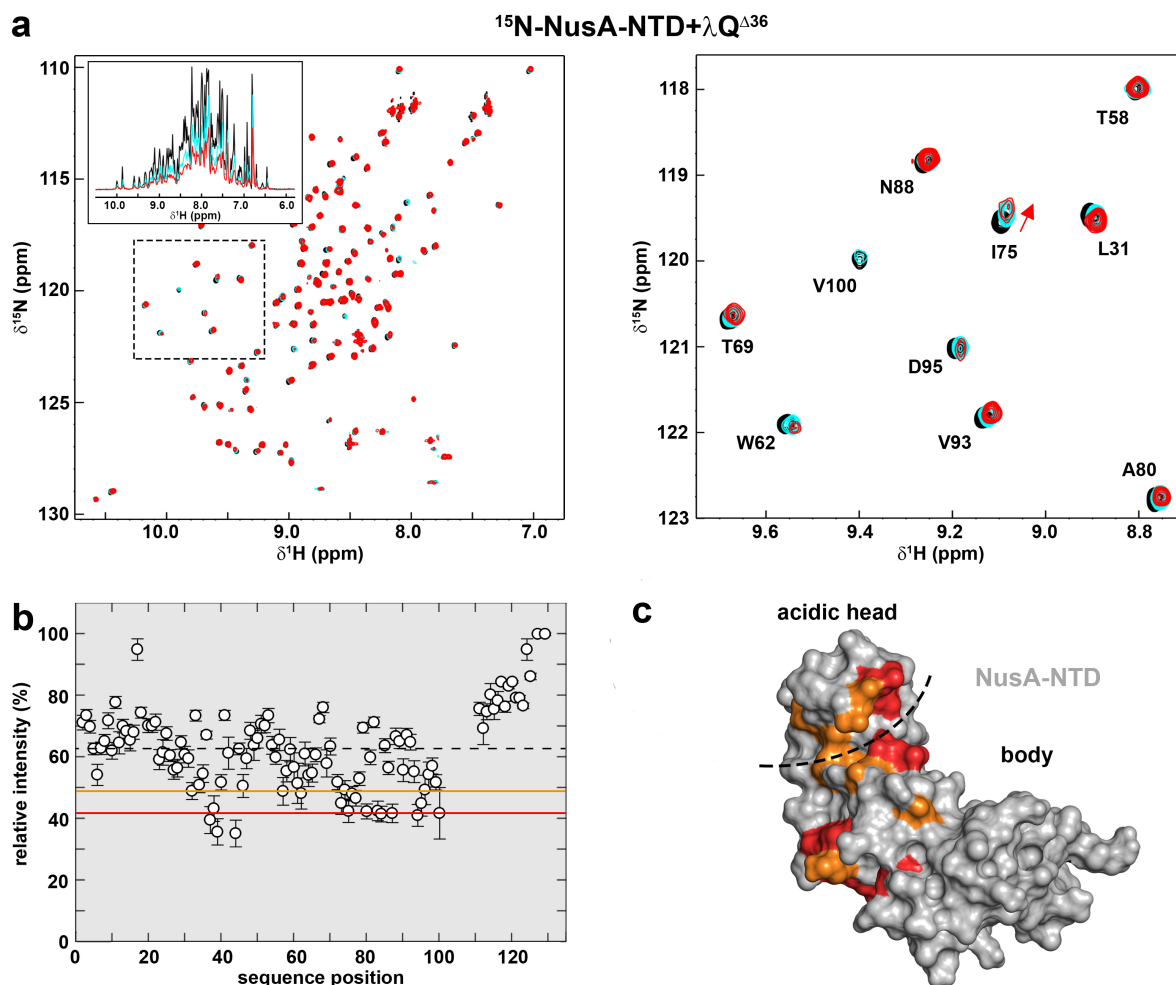 a
¹⁵N-NusA-NTD+λQ^Δ36
110
115
120
125
130
δ¹⁵N (ppm)
10.0 9.0 8.0 7.0 6.0
δ¹H (ppm)
10.0 9.0 8.0 7.0
δ¹H (ppm)
118
119
120
121
122
123
δ¹⁵N (ppm)
T58
N88
I75
L31
V100
T69
D95
W62
V93
A80
9.6 9.4 9.2 9.0 8.8
δ¹H (ppm)
b
100
80
60
40
20
0
relative intensity (%)
0 20 40 60 80 100 120
sequence position
c
acidic head
NusA-NTD
body